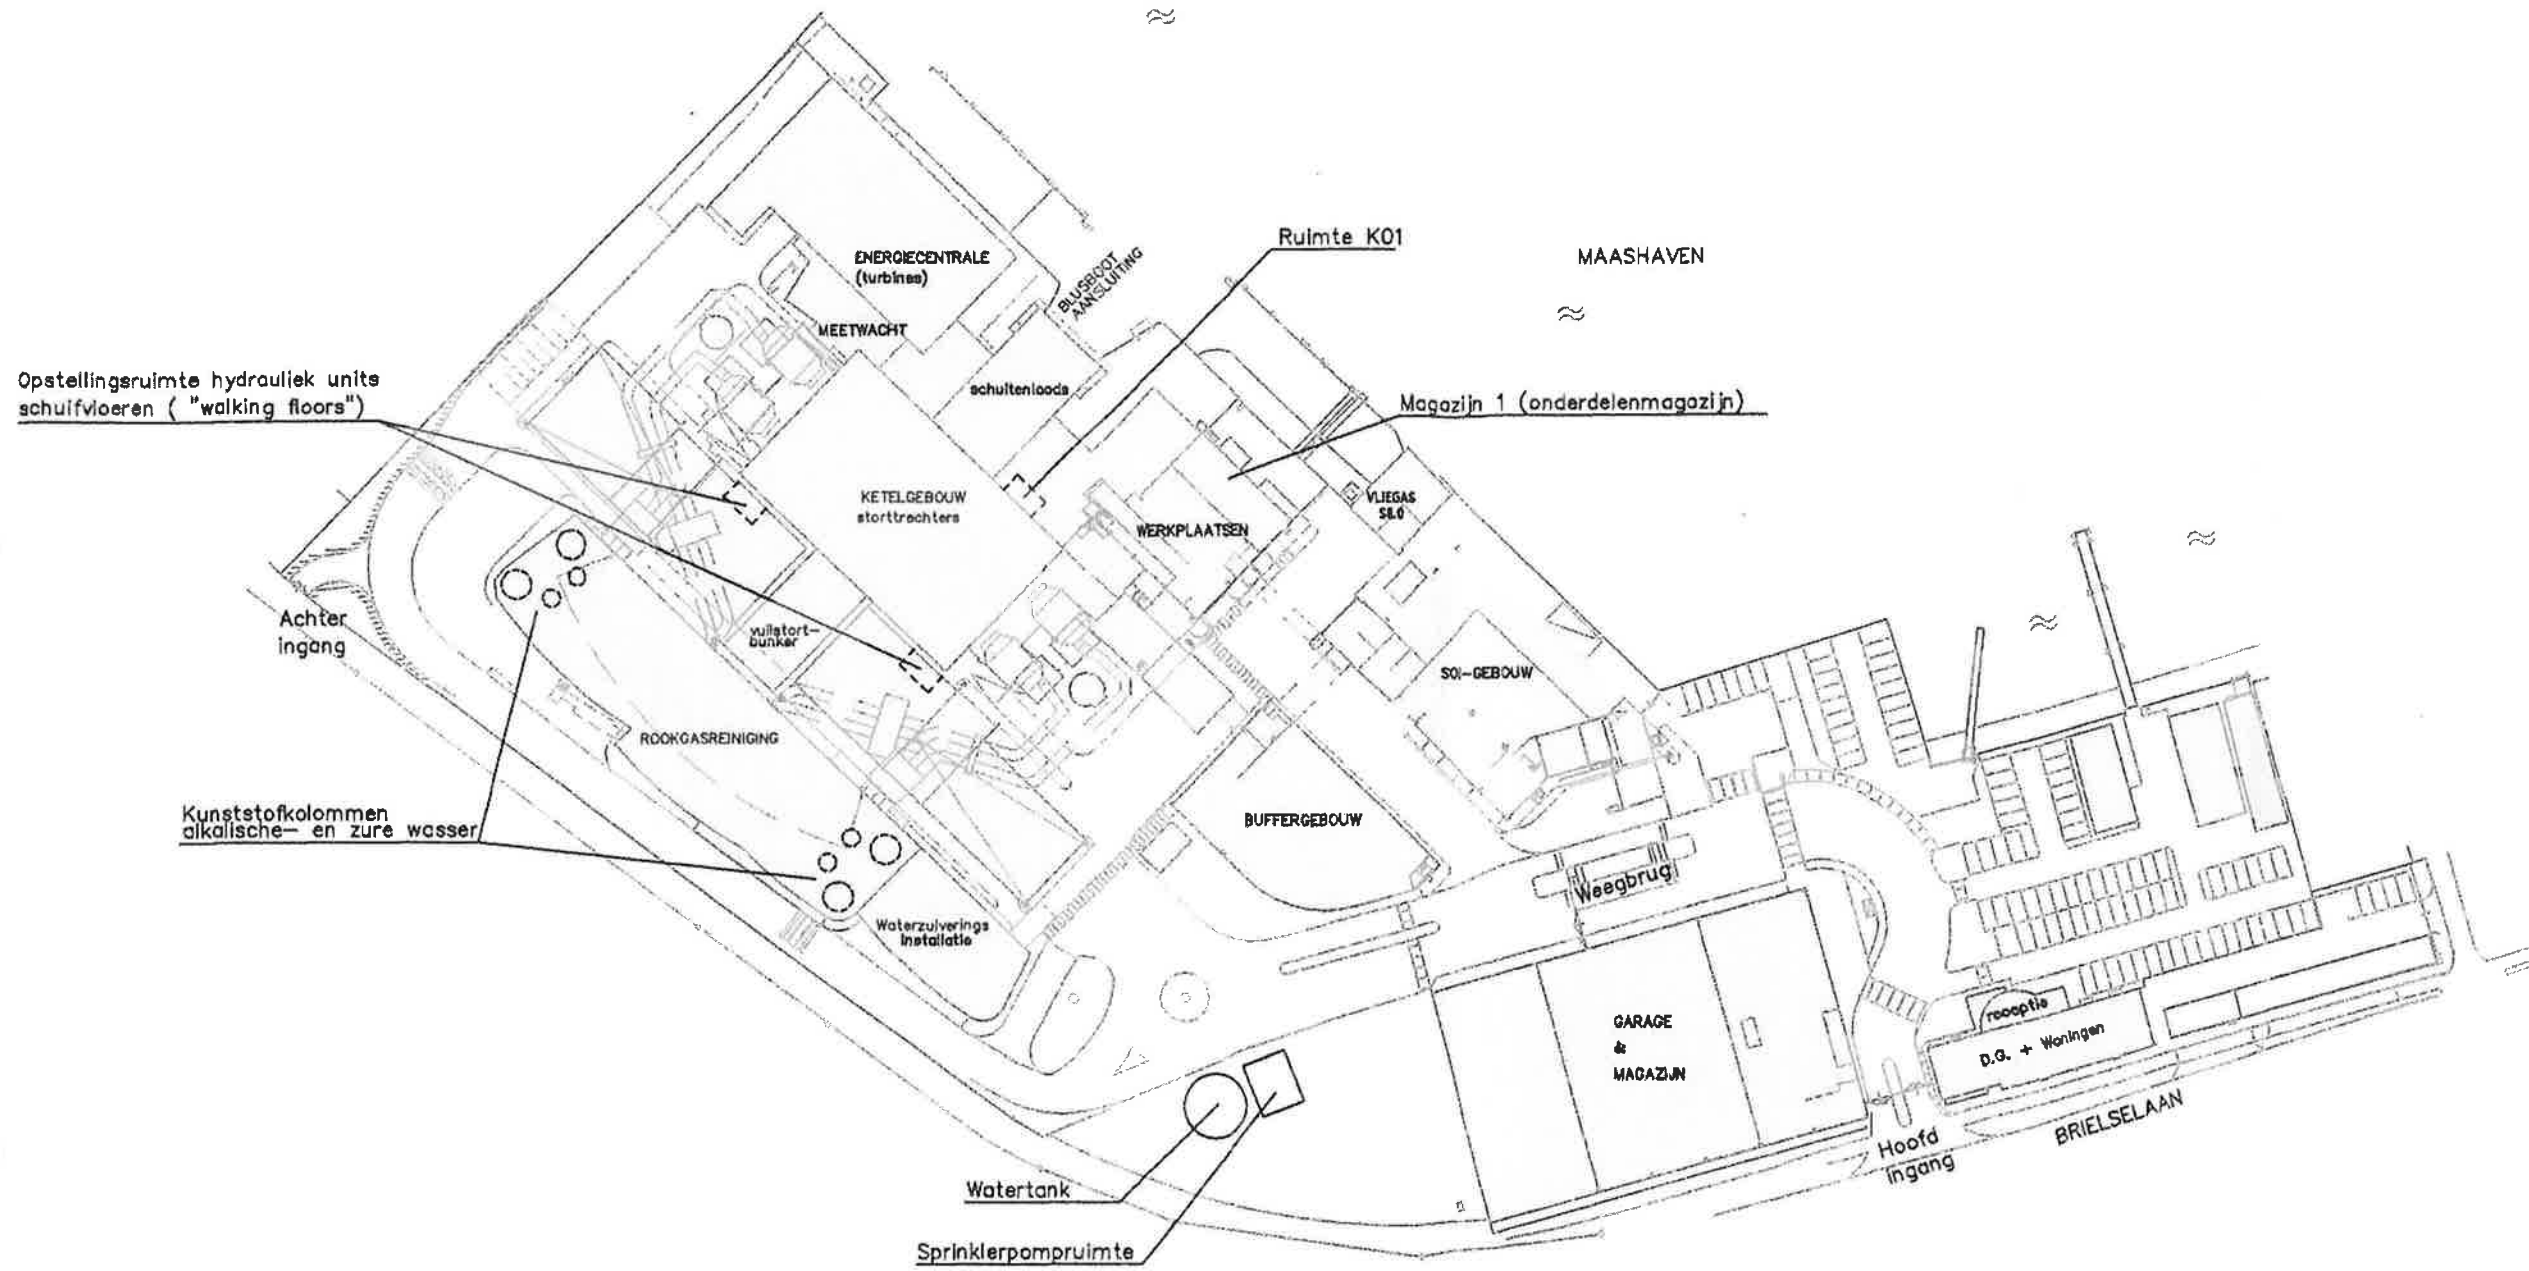 Ruimte K01
MAASHAVEN
ENERGIECENTRALE
(turbines)
BLUSBOOT
AANSLUITING
MEETWACHT
Opstellingsruimte hydrauliek units
schuifvloeren ( "walking floors")
schuitenloods
Magazijn 1 (onderdelenmagazijn)
KETELGEBOUW
storttrechters
VLIEGAS
SILO
WERKPLAATSEN
Achter
ingang
vuilstort-
bunker
SOI-GEBOUW
ROOKGASREINIGING
Kunststofkolommen
alkalische- en zure wasser
BUFFERGEBOUW
Weegbrug
Waterzuiverings
installatie
GARAGE
&
MAGAZIJN
receptie
D.G. + Woningen
BRIELSELAAN
Hoofd
ingang
Watertank
Sprinklerpompruimte